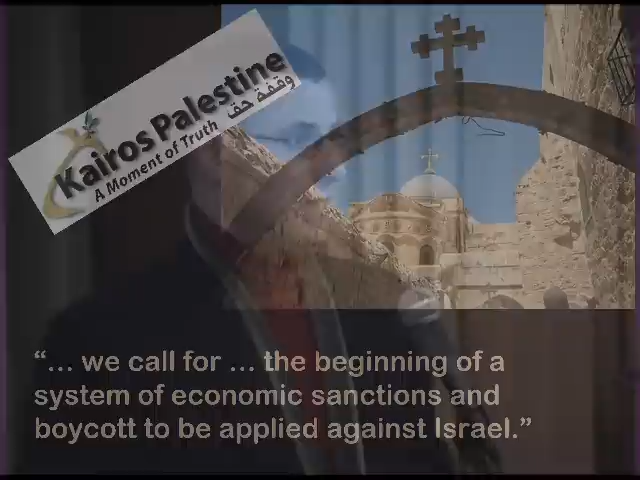 Kairos Palestine
وقفة حق
A Moment of Truth
“... we call for ... the beginning of a
system of economic sanctions and
boycott to be applied against Israel.”